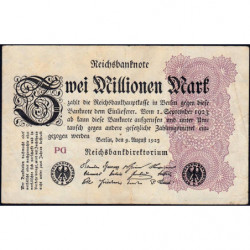 Reichsbanknote
Zwei Millionen Mark
zahlt die Reichsbankhauptkasse in Berlin gegen diese
Banknote dem Einlieferer. Vom 1. September 1923
ab kann diese Banknote aufgerufen und unter Um-
tausch gegen andere gesetzliche Zahlungsmittel ein-
gezogen werden
Berlin, den 9. August 1923
PG
Reichsbankdirektorium